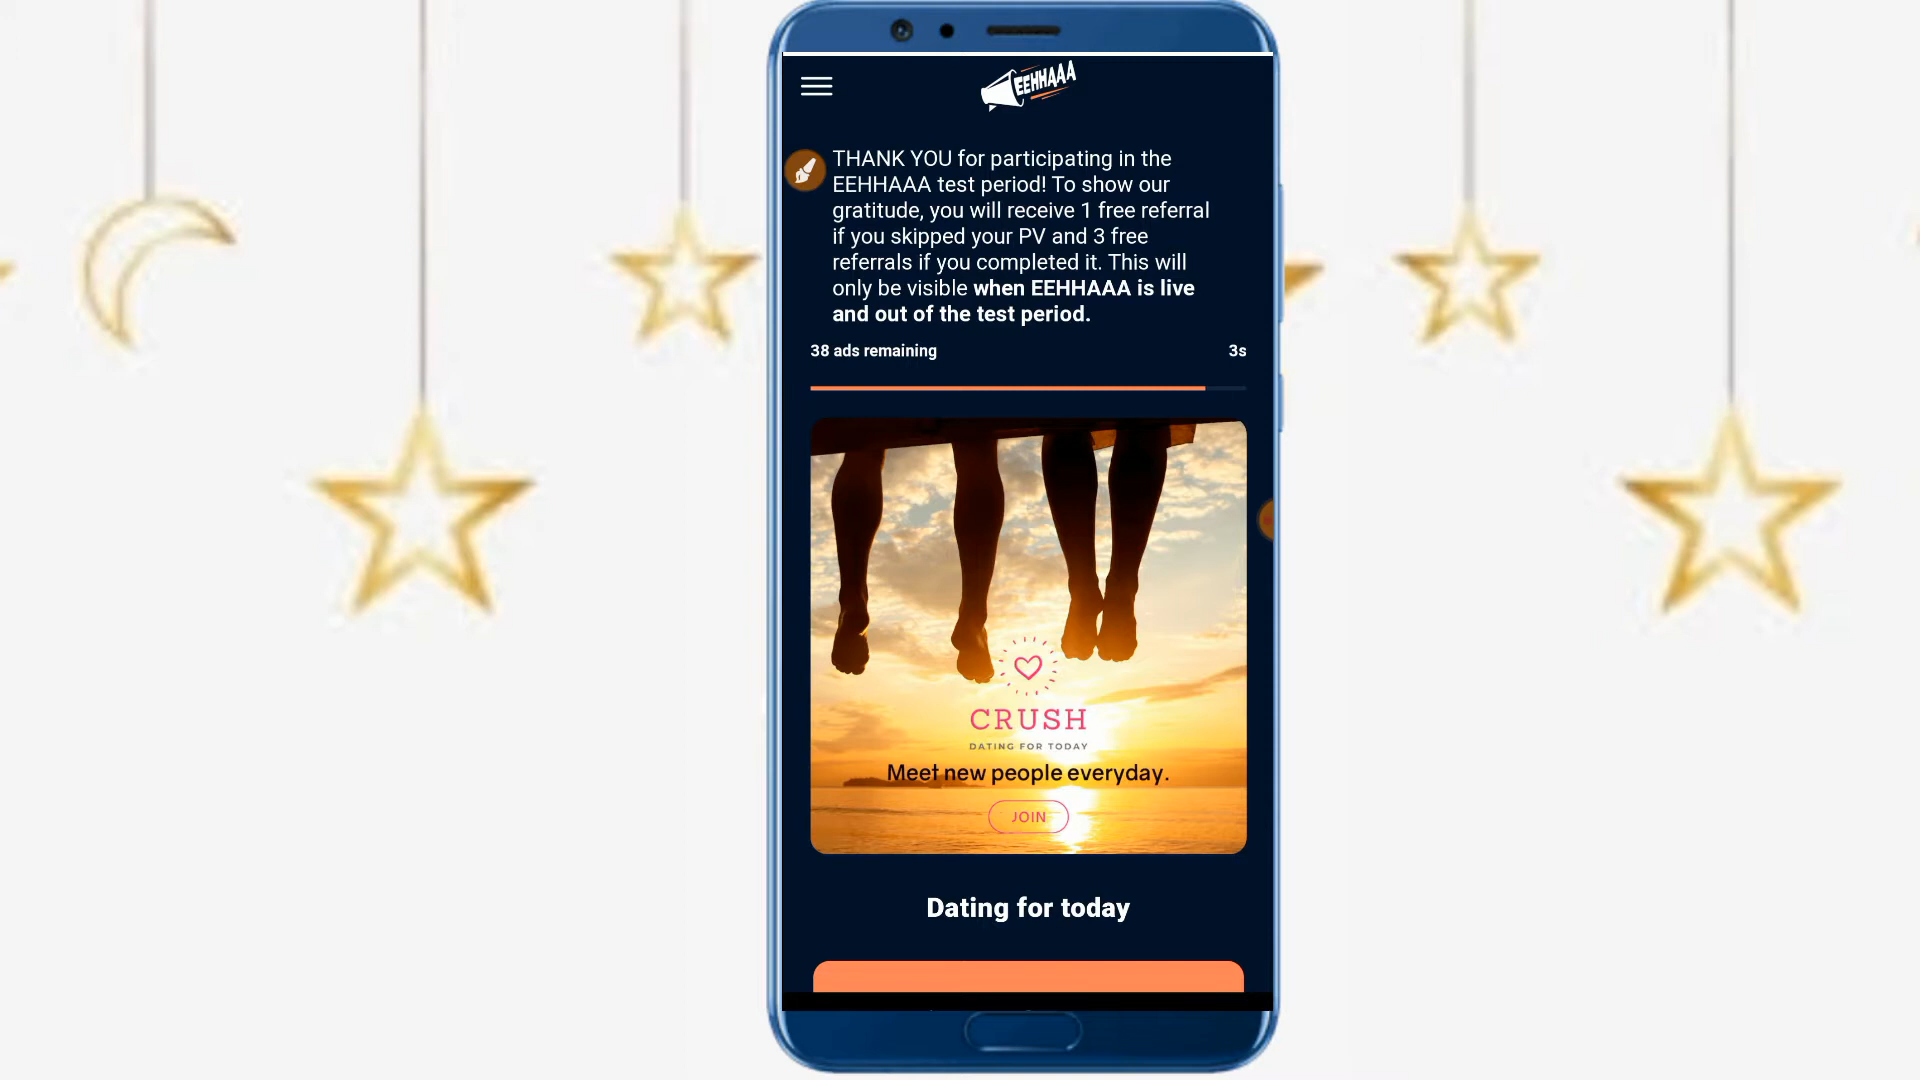 EEHHAAA
THANK YOU for participating in the
EEHHAAA test period! To show our
gratitude, you will receive 1 free referral
if you skipped your PV and 3 free
referrals if you completed it. This will
only be visible when EEHHAAA is live
and out of the test period.
38 ads remaining 3s
CRUSH
DATING FOR TODAY
Meet new people everyday.
JOIN
Dating for today